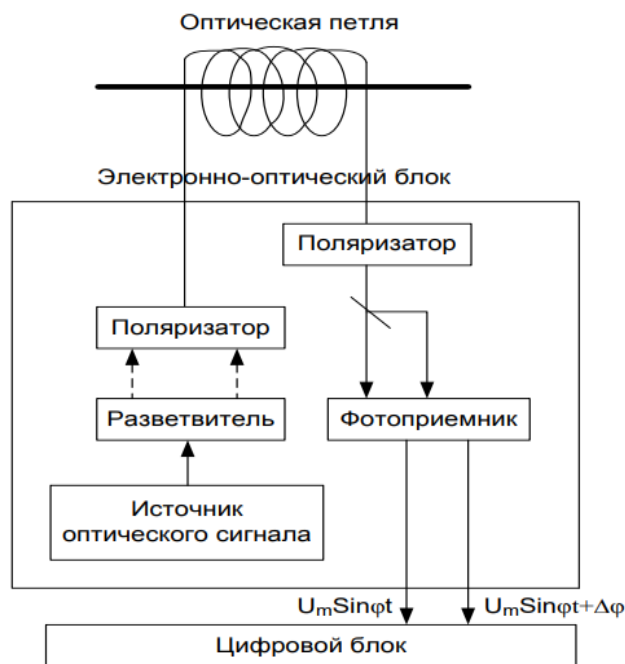 Оптическая петля
Электронно-оптический блок
Поляризатор
Поляризатор
Разветвитель
Фотоприемник
Источник
оптического сигнала
UmSinφt
UmSinφt+Δφ
Цифровой блок